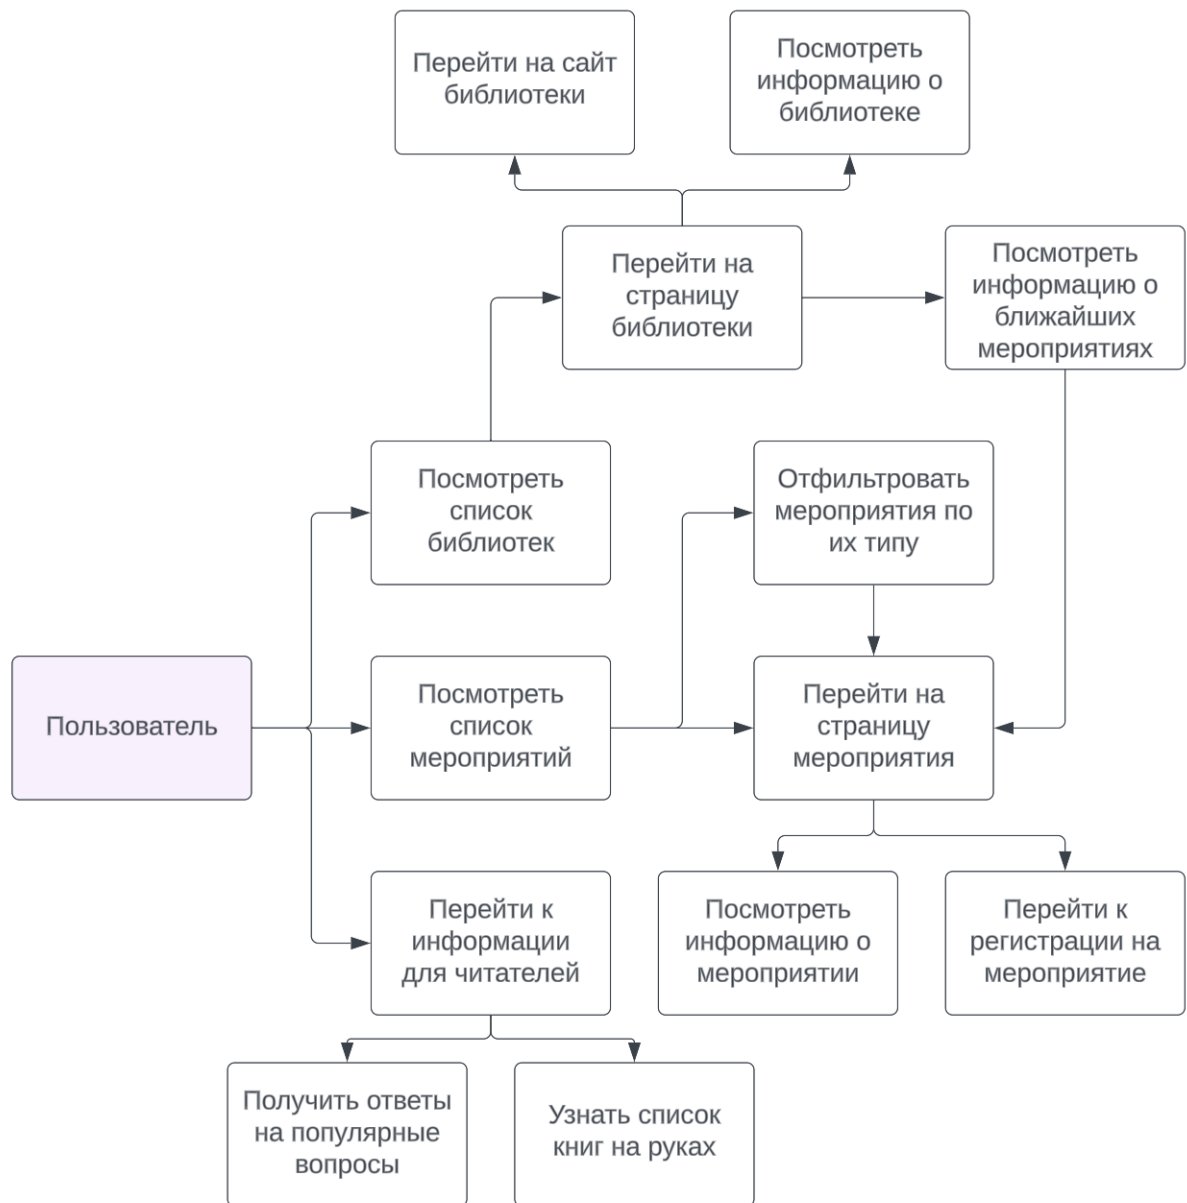 Перейти на сайт
библиотеки
Посмотреть
информацию о
библиотеке
Перейти на
страницу
библиотеки
Посмотреть
информацию о
ближайших
мероприятиях
Посмотреть
список
библиотек
Отфильтровать
мероприятия по
их типу
Пользователь
Посмотреть
список
мероприятий
Перейти на
страницу
мероприятия
Перейти к
информации
для читателей
Посмотреть
информацию о
мероприятии
Перейти к
регистрации на
мероприятие
Получить ответы
на популярные
вопросы
Узнать список
книг на руках